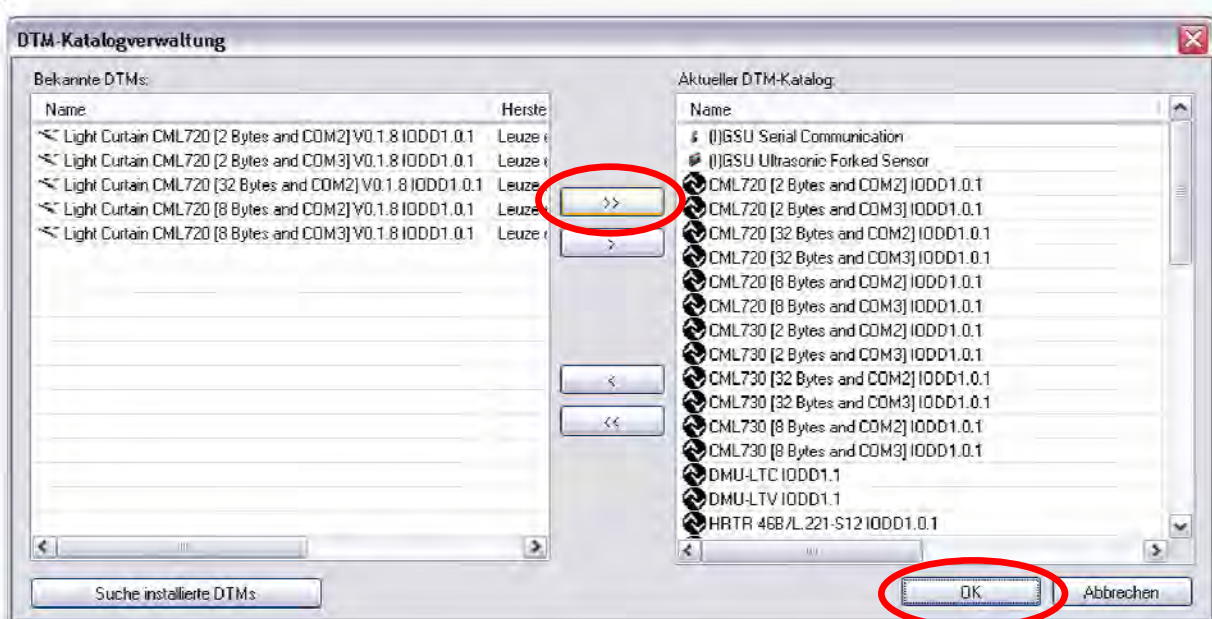 DTM-Katalogverwaltung
Bekannte DTMs:
Name Herste
Light Curtain CML720 [2 Bytes and COM2] V0.1.8 IODD1.0.1 Leuze e
Light Curtain CML720 [2 Bytes and COM3] V0.1.8 IODD1.0.1 Leuze e
Light Curtain CML720 [32 Bytes and COM2] V0.1.8 IODD1.0.1 Leuze
Light Curtain CML720 [8 Bytes and COM2] V0.1.8 IODD1.0.1 Leuze
Light Curtain CML720 [8 Bytes and COM3] V0.1.8 IODD1.0.1 Leuze
>>
>
<
<<
Suche installierte DTMs
Aktueller DTM-Katalog:
Name
(I)GSU Serial Communication
(I)GSU Ultrasonic Forked Sensor
CML720 [2 Bytes and COM2] IODD1.0.1
CML720 [2 Bytes and COM3] IODD1.0.1
CML720 [32 Bytes and COM2] IODD1.0.1
CML720 [32 Bytes and COM3] IODD1.0.1
CML720 [8 Bytes and COM2] IODD1.0.1
CML720 [8 Bytes and COM3] IODD1.0.1
CML730 [2 Bytes and COM2] IODD1.0.1
CML730 [2 Bytes and COM3] IODD1.0.1
CML730 [32 Bytes and COM2] IODD1.0.1
CML730 [32 Bytes and COM3] IODD1.0.1
CML730 [8 Bytes and COM2] IODD1.0.1
CML730 [8 Bytes and COM3] IODD1.0.1
DMU-LTC IODD1.1
DMU-LTV IODD1.1
HRTR 46B/L.221-S12 IODD1.0.1
OK
Abbrechen